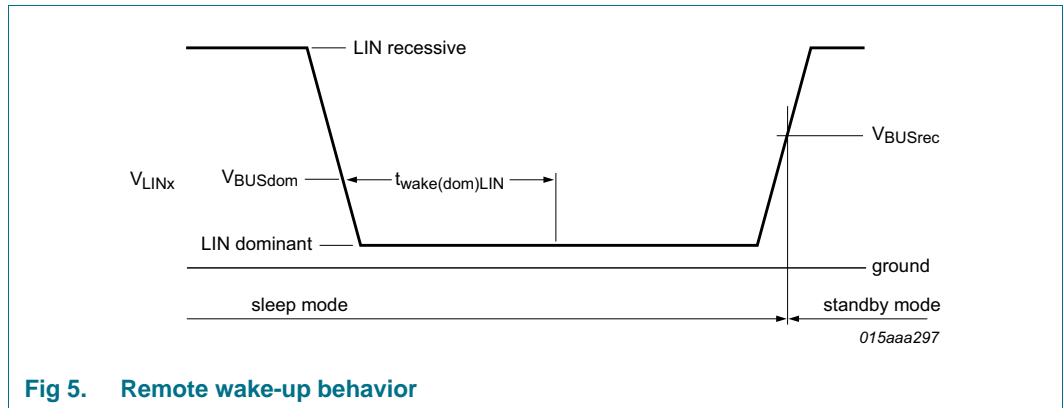 LIN recessive
VBUSrec
VLINx
VBUSdom
twake(dom)LIN
LIN dominant
ground
sleep mode
standby mode
015aaa297
Fig 5. Remote wake-up behavior